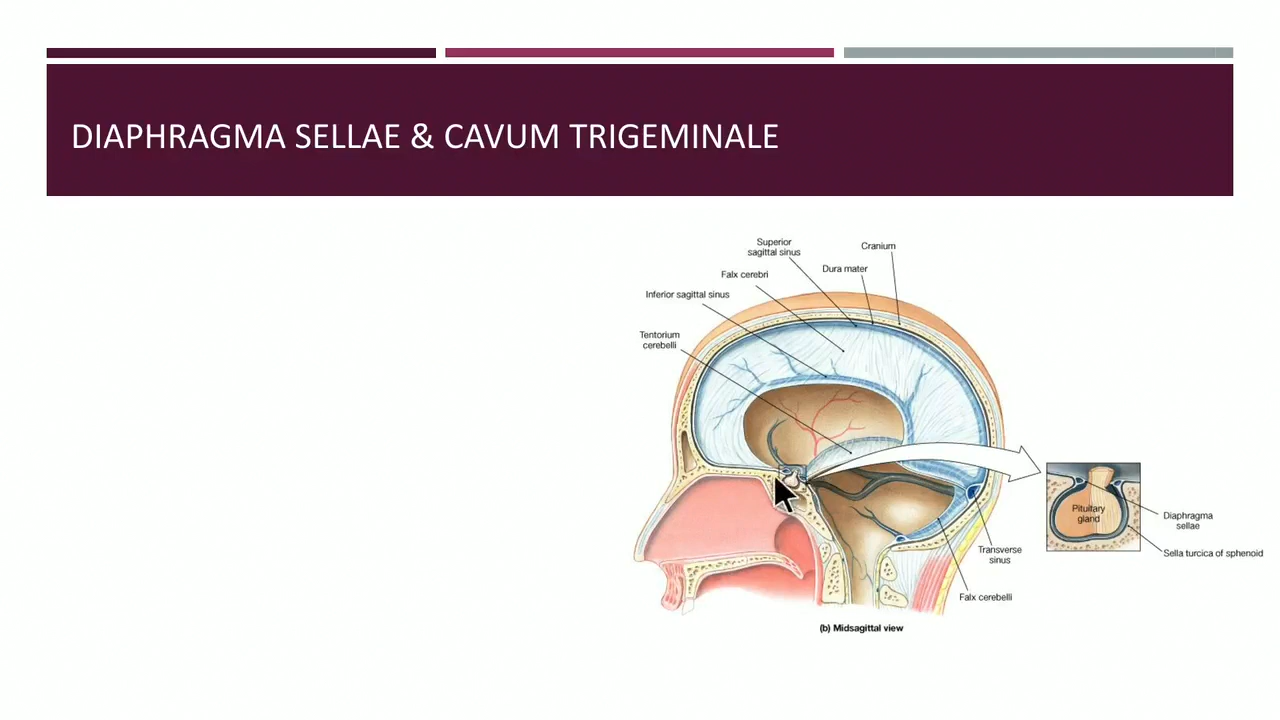 DIAPHRAGMA SELLAE & CAVUM TRIGEMINALE
Superior
sagittal sinus
Cranium
Dura mater
Falx cerebri
Inferior sagittal sinus
Tentorium
cerebelli
Pituitary
gland
Diaphragma
sellae
Sella turcica of sphenoid
Transverse
sinus
Falx cerebelli
(b) Midsagittal view